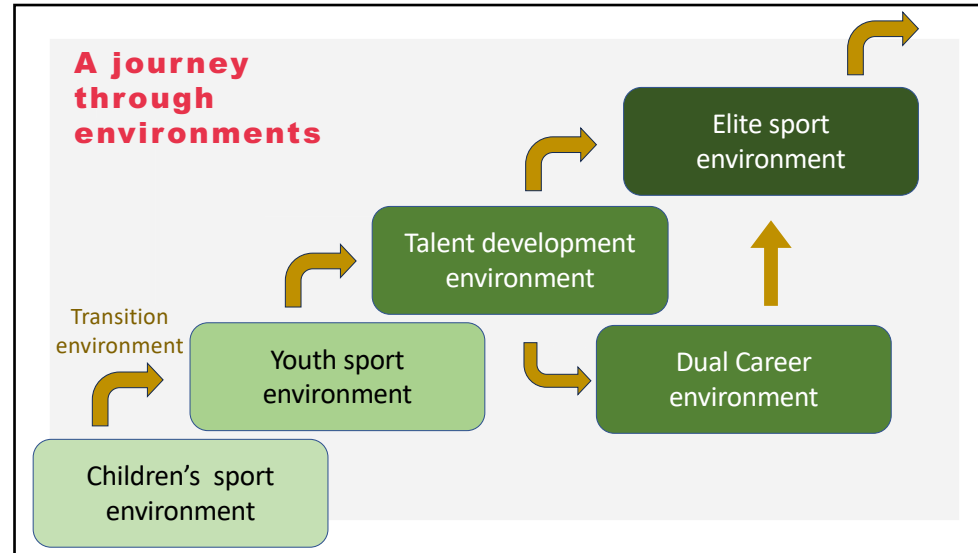 A journey
through
environments
Elite sport
environment
Talent development
environment
Transition
environment
Youth sport
environment
Dual Career
environment
Children’s  sport
environment